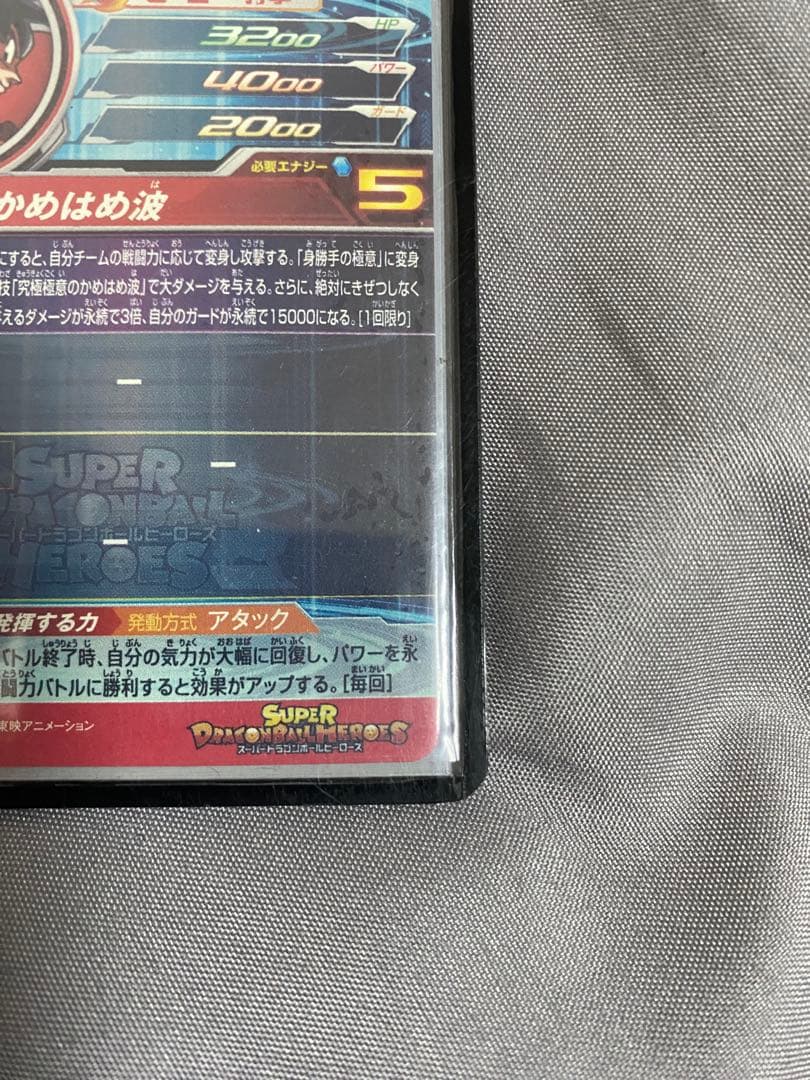 HP
3200
パワー
4000
ガード
2000
必要エナジー 5
かめはめ波
にすると、自分チームの戦闘力に応じて変身し攻撃する。「身勝手の極意」に変身
技「究極極意のかめはめ波」で大ダメージを与える。さらに、絶対にきぜつしなく
えるダメージが永続で3倍、自分のガードが永続で15000になる。[1回限り]
SUPER
DRAGONBALL
スーパードラゴンボールヒーローズ
HEROES
発揮する力 発動方式 アタック
バトル終了時、自分の気力が大幅に回復し、パワーを永
闘力バトルに勝利すると効果がアップする。[毎回]
東映アニメーション
SUPER
DRAGONBALL HEROES
スーパードラゴンボールヒーローズ